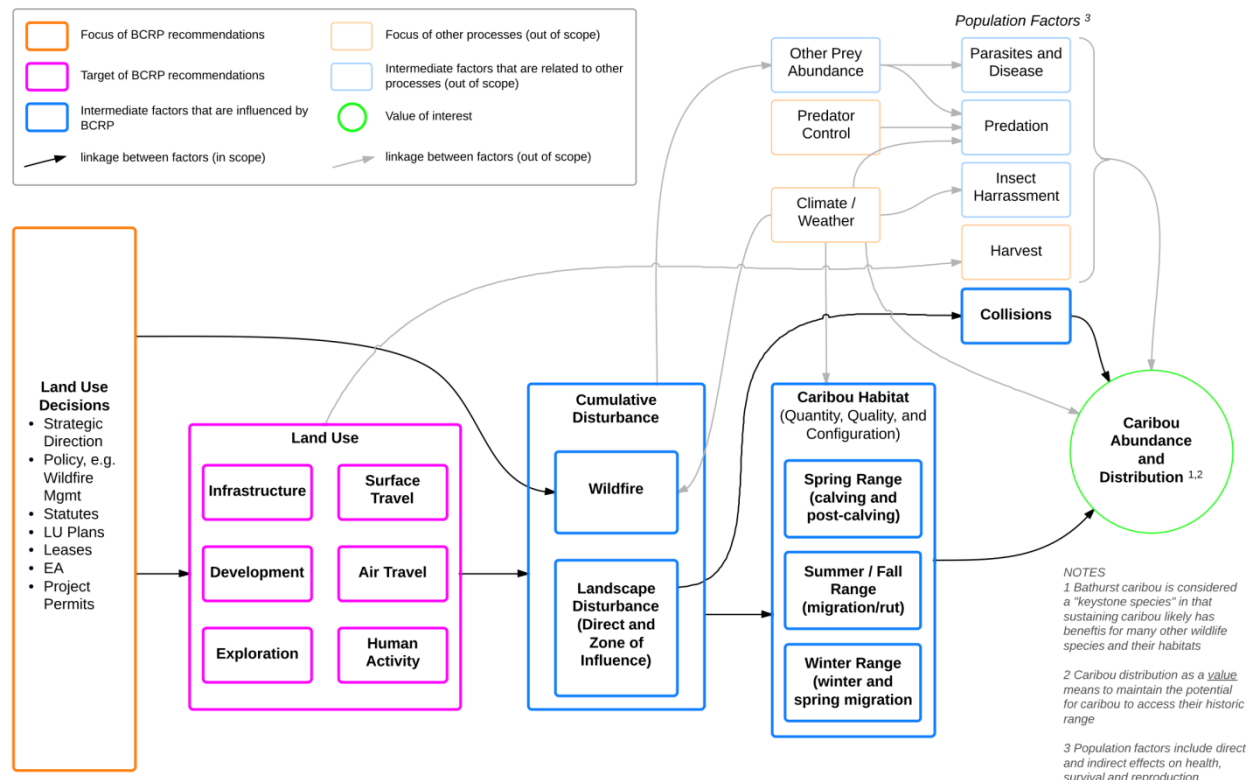 Focus of BCRP recommendations
Target of BCRP recommendations
Intermediate factors that are influenced by
BCRP
linkage between factors (in scope)
Focus of other processes (out of scope)
Intermediate factors that are related to other
processes (out of scope)
Value of interest
linkage between factors (out of scope)
Population Factors 3
Other Prey
Abundance
Predator
Control
Climate /
Weather
Parasites and
Disease
Predation
Insect
Harrassment
Harvest
Collisions
Land Use
Decisions
• Strategic
Direction
• Policy, e.g.
Wildfire
Mgmt
• Statutes
• LU Plans
• Leases
• EA
• Project
Permits
Land Use
Infrastructure
Surface
Travel
Development
Air Travel
Exploration
Human
Activity
Cumulative
Disturbance
Wildfire
Landscape
Disturbance
(Direct and
Zone of
Influence)
Caribou Habitat
(Quantity, Quality, and
Configuration)
Spring Range
(calving and
post-calving)
Summer / Fall
Range
(migration/rut)
Winter Range
(winter and
spring migration
Caribou
Abundance
and
Distribution 1,2
NOTES
1 Bathurst caribou is considered
a "keystone species" in that
sustaining caribou likely has
beneftis for many other wildlife
species and their habitats
2 Caribou distribution as a value
means to maintain the potential
for caribou to access their historic
range
3 Population factors include direct
and indirect effects on health,
survival and reproduction